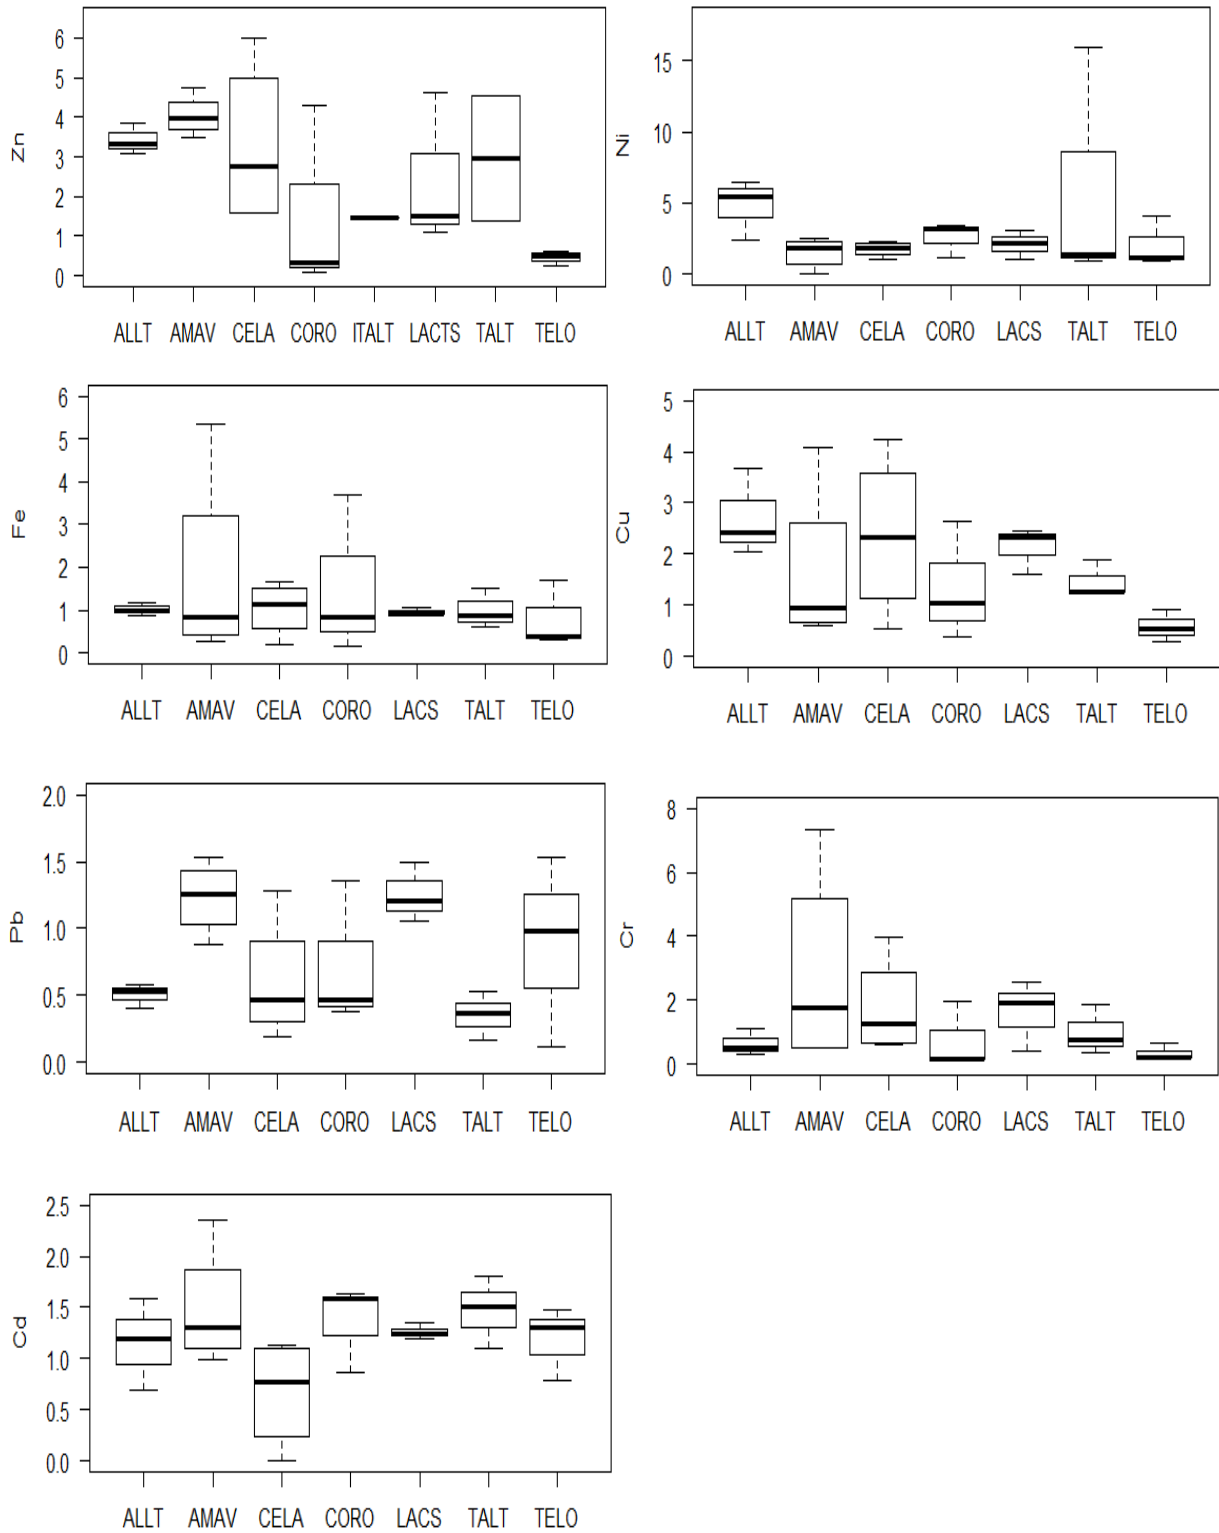 Zn
6
5
4
3
2
1
0
ALLT AMAV CELA CORO ITALT LACTS TALT TELO
Ni
15
10
5
0
ALLT AMAV CELA CORO LACS TALT TELO
Fe
6
5
4
3
2
1
0
ALLT AMAV CELA CORO LACS TALT TELO
Cu
5
4
3
2
1
0
ALLT AMAV CELA CORO LACS TALT TELO
Pb
2.0
1.5
1.0
0.5
0.0
ALLT AMAV CELA CORO LACS TALT TELO
Cr
8
6
4
2
0
ALLT AMAV CELA CORO LACS TALT TELO
Cd
2.5
2.0
1.5
1.0
0.5
0.0
ALLT AMAV CELA CORO LACS TALT TELO